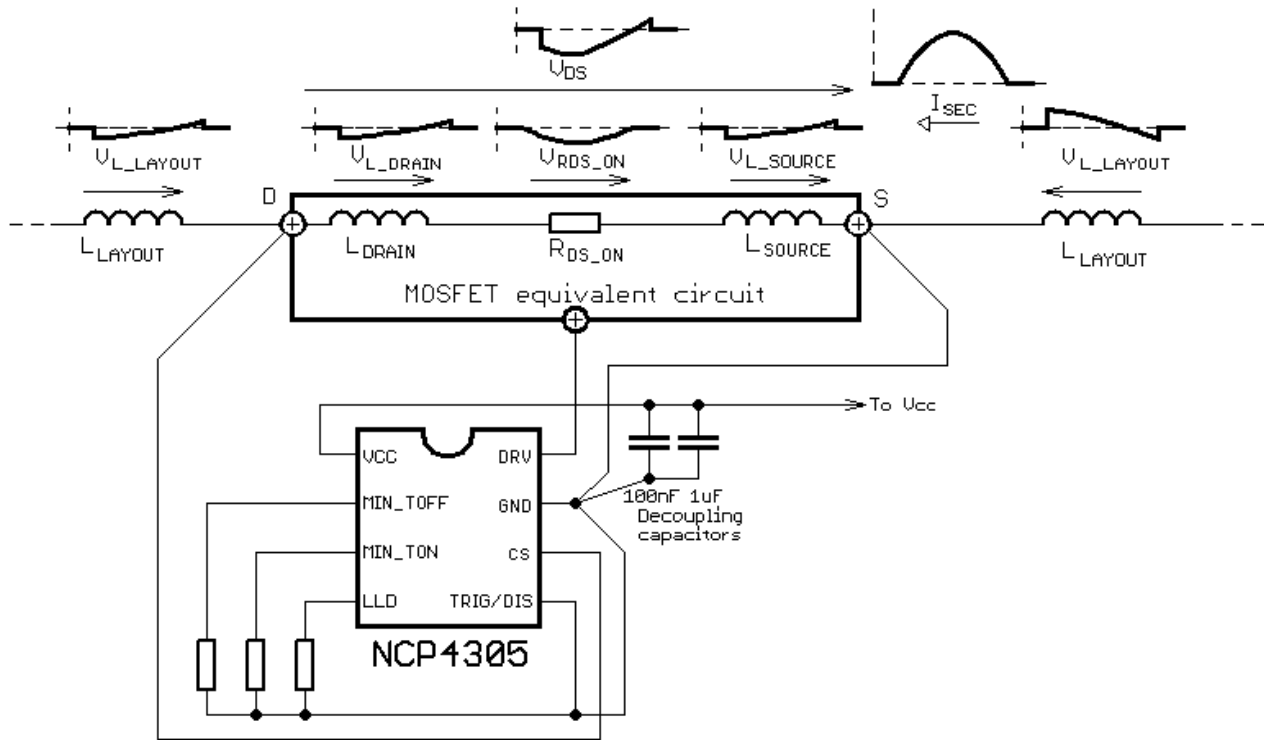 V_DS
I_SEC
V_L_LAYOUT
V_L_DRAIN
V_RDS_ON
V_L_SOURCE
V_L_LAYOUT
D
S
L_LAYOUT
L_DRAIN
R_DS_ON
L_SOURCE
L_LAYOUT
MOSFET equivalent circuit
To Vcc
VCC
DRV
MIN_TOFF
GND
100nF 1uF
Decoupling
capacitors
MIN_TON
CS
LLD
TRIG/DIS
NCP4305